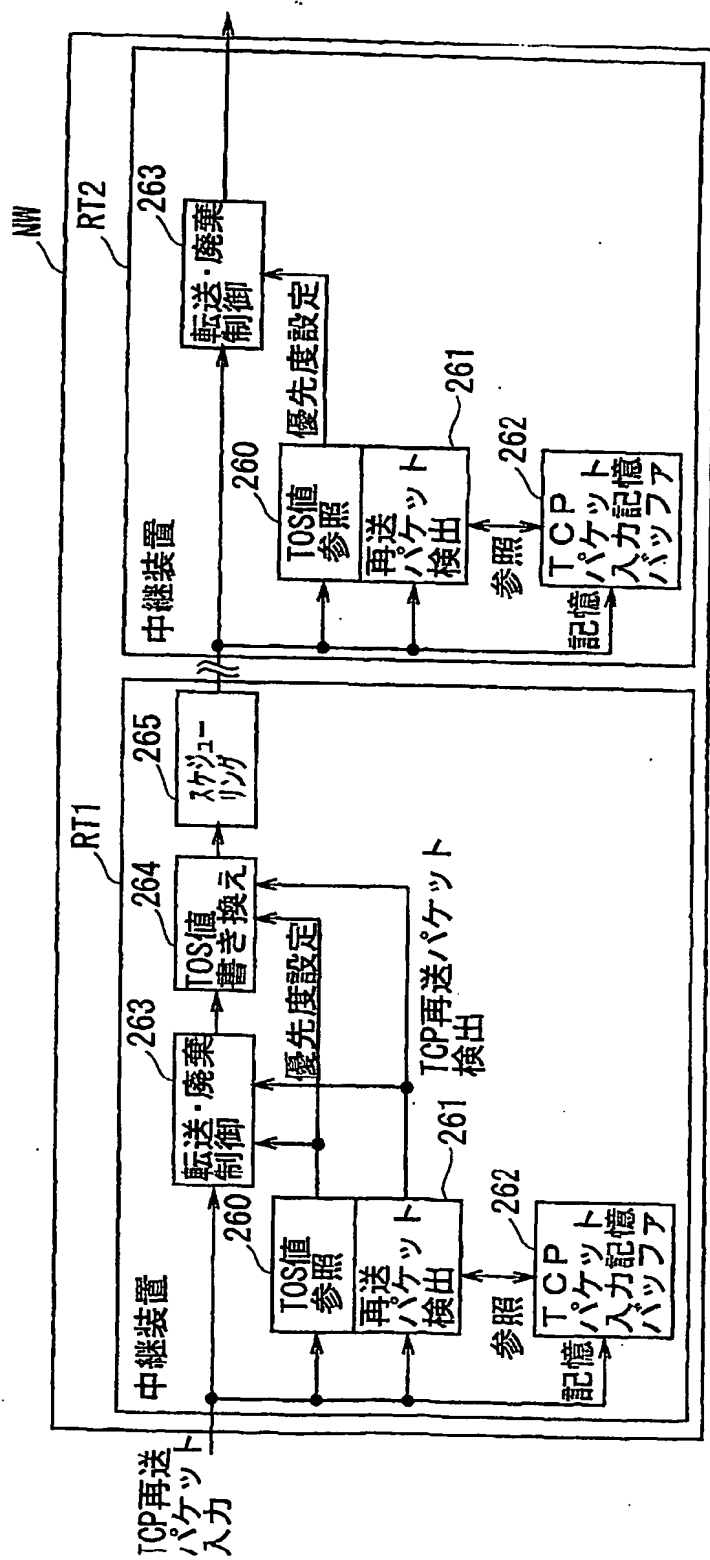 NW
RT1
RT2
TCP再送
パケット
入力
中継装置
260
TOS値
参照
再送
パケット
検出
261
参照
262
TCP
パケット
入力記憶
バッファ
記憶
263
転送・廃棄
制御
優先度設定
TCP再送パケット
検出
264
TOS値
書き換え
265
スケジュー
リング
中継装置
260
TOS値
参照
再送
パケット
検出
261
参照
262
TCP
パケット
入力記憶
バッファ
記憶
優先度設定
263
転送・廃棄
制御